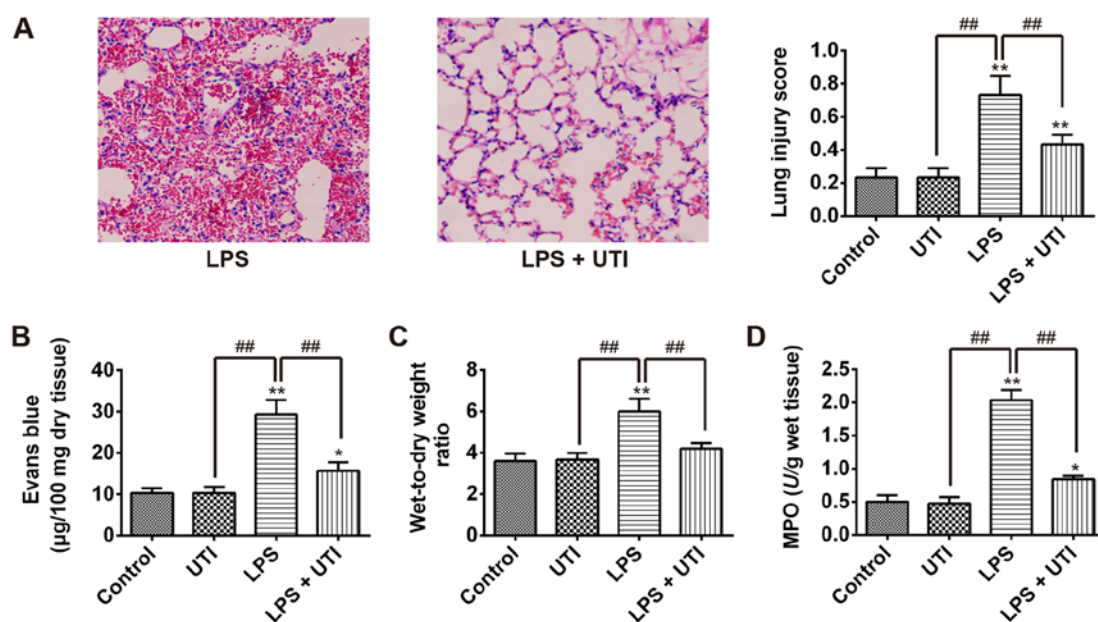 A
LPS
LPS + UTI
Lung injury score
1.0
0.8
0.6
0.4
0.2
0.0
##
##
**
**
Control
UTI
LPS
LPS + UTI
B
Evans blue
(μg/100 mg dry tissue)
40
30
20
10
0
##
##
**
*
Control
UTI
LPS
LPS + UTI
C
Wet-to-dry weight
ratio
8
6
4
2
0
##
##
**
Control
UTI
LPS
LPS + UTI
D
MPO (U/g wet tissue)
2.5
2.0
1.5
1.0
0.5
0.0
##
##
**
*
Control
UTI
LPS
LPS + UTI